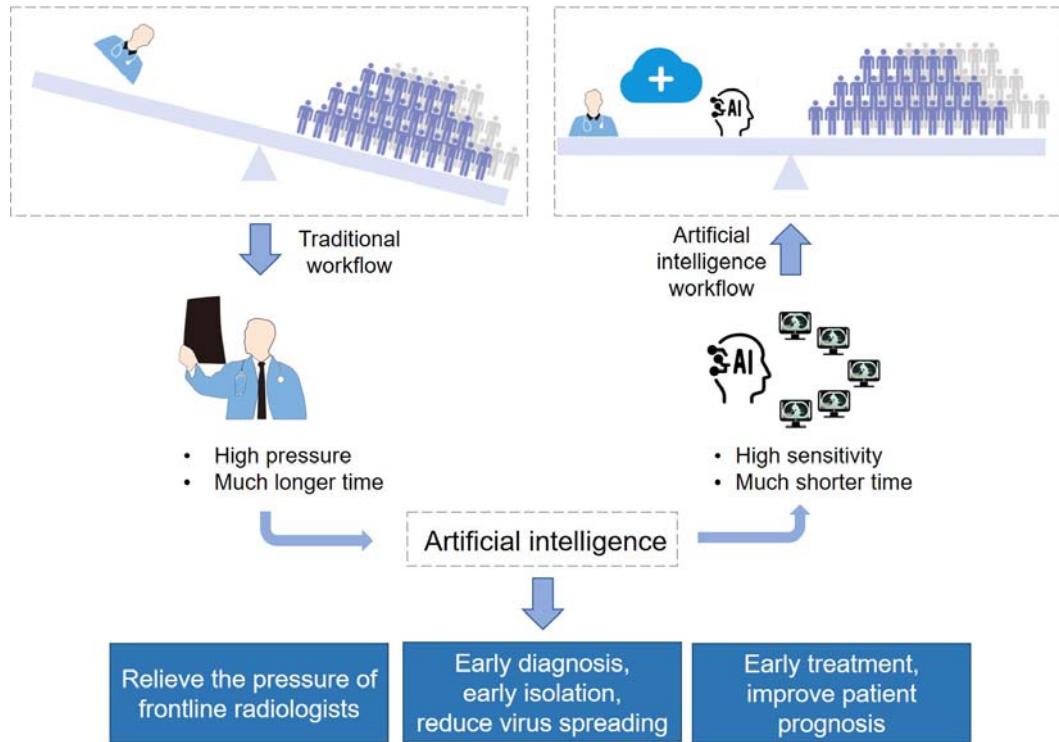 AI
Traditional
workflow
Artificial
intelligence
workflow
AI
• High pressure
• Much longer time
• High sensitivity
• Much shorter time
Artificial intelligence
Relieve the pressure of
frontline radiologists
Early diagnosis,
early isolation,
reduce virus spreading
Early treatment,
improve patient
prognosis